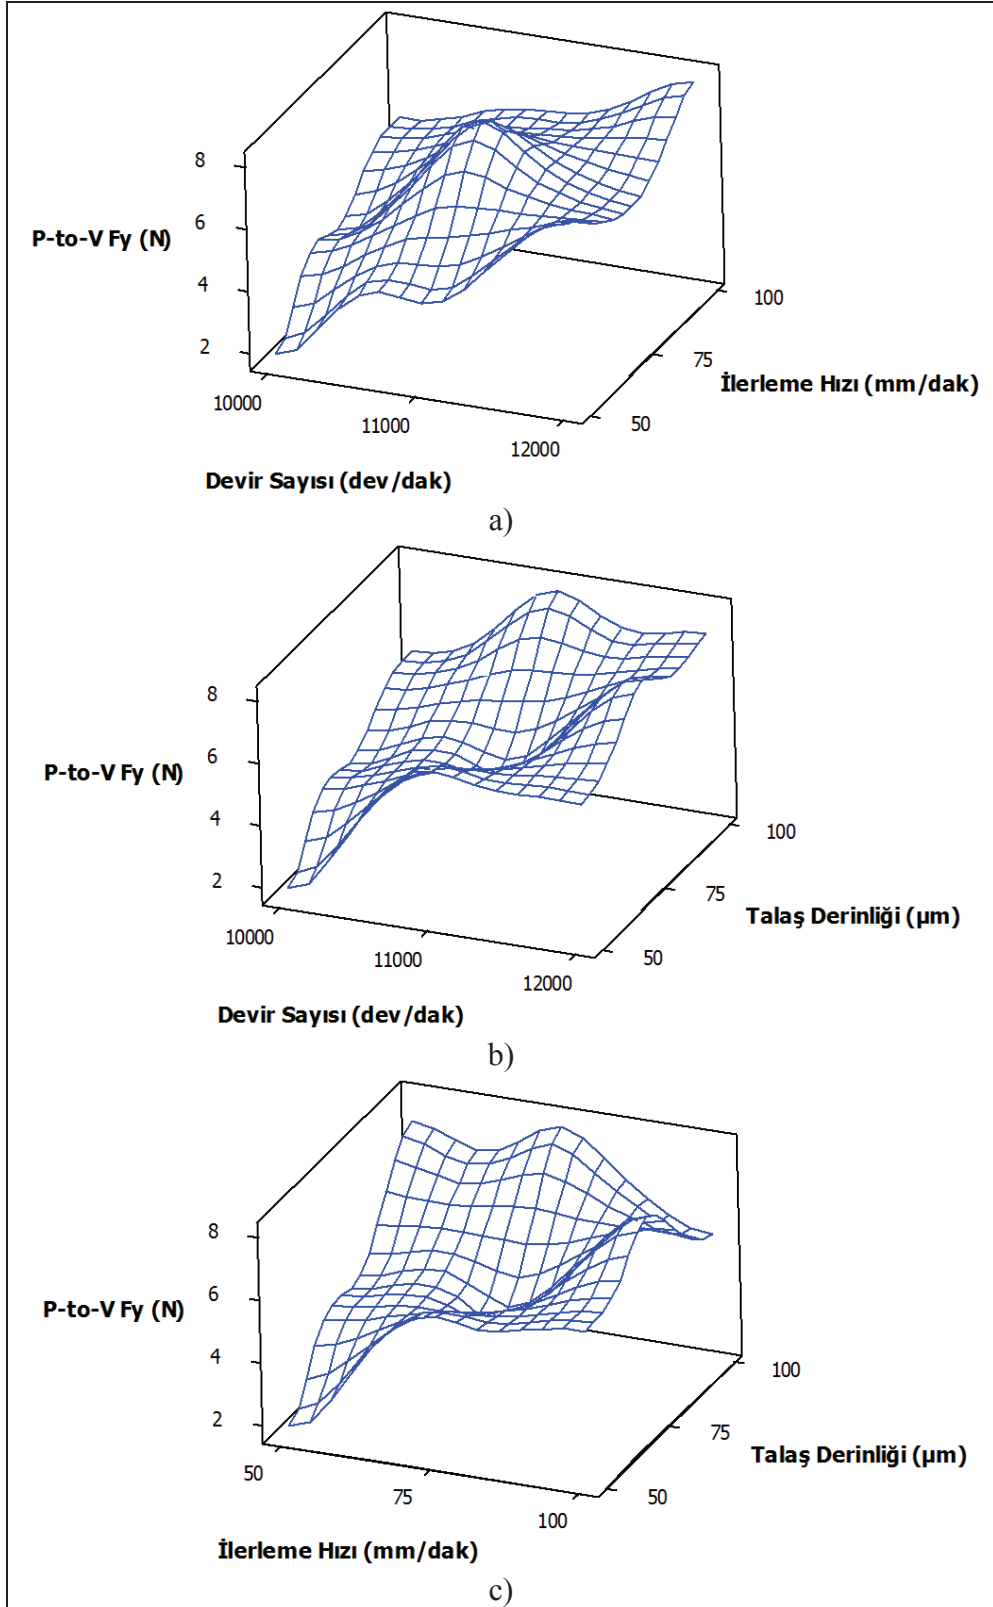 8
6
P-to-V Fy (N)
4
2
100
75
İlerleme Hızı (mm/dak)
50
10000
11000
12000
Devir Sayısı (dev/dak)
a)
8
6
P-to-V Fy (N)
4
2
100
75
Talaş Derinliği (µm)
50
10000
11000
12000
Devir Sayısı (dev/dak)
b)
8
6
P-to-V Fy (N)
4
2
100
75
Talaş Derinliği (µm)
50
50
75
100
İlerleme Hızı (mm/dak)
c)